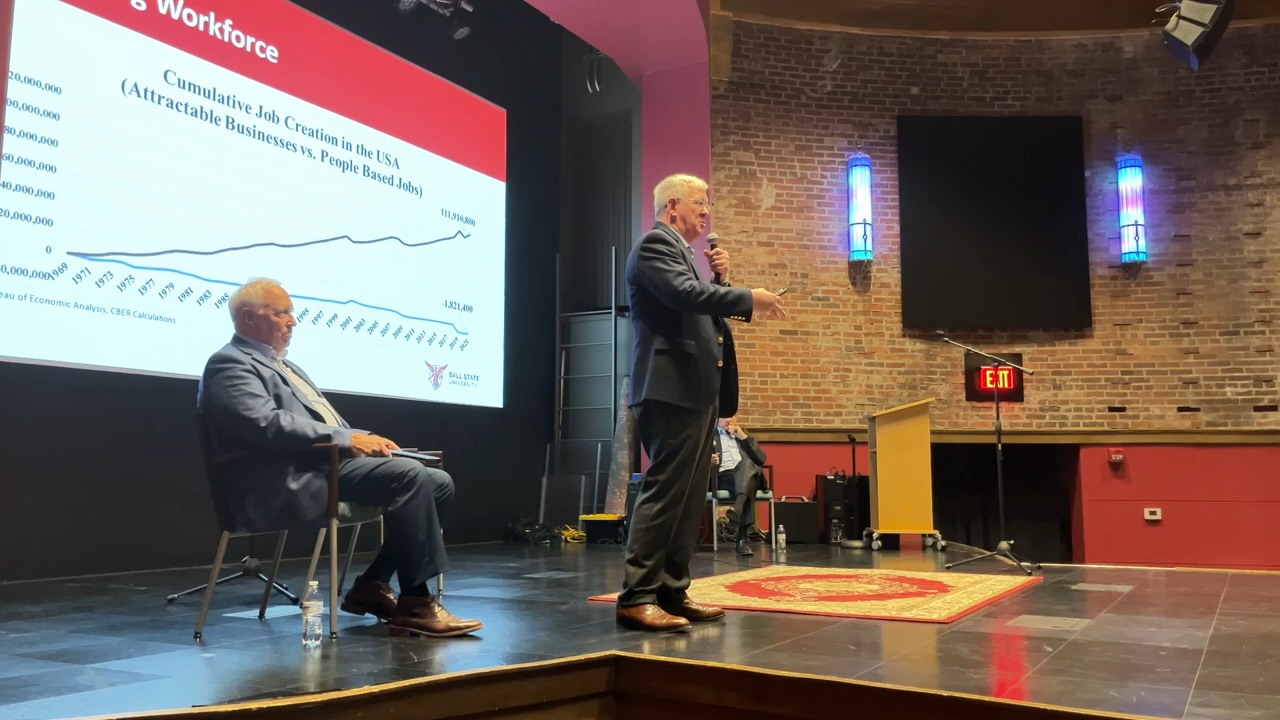 g Workforce
Cumulative Job Creation in the USA
(Attractable Businesses vs. People Based Jobs)
20,000,000
00,000,000
80,000,000
60,000,000
40,000,000
20,000,000
0
0,000,000
111,910,800
-1,821,400
1969 1971 1973 1975 1977 1979 1981 1983 1985 1995 1997 1999 2001 2003 2005 2007 2009 2011 2013 2015 2017 2019 2021
eau of Economic Analysis, CBER Calculations
BALL STATE
UNIVERSITY
EXIT